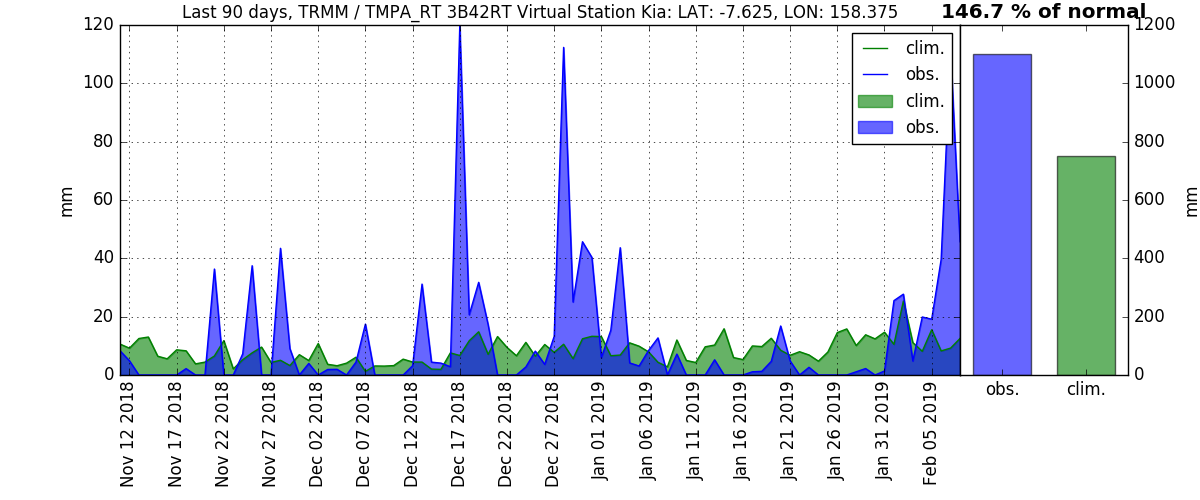 Last 90 days, TRMM / TMPA_RT 3B42RT Virtual Station Kia: LAT: -7.625, LON: 158.375
146.7 % of normal
120
100
80
60
40
20
0
mm
clim.
obs.
clim.
obs.
1200
1000
800
600
400
200
0
mm
obs.
clim.
Nov 12 2018
Nov 17 2018
Nov 22 2018
Nov 27 2018
Dec 02 2018
Dec 07 2018
Dec 12 2018
Dec 17 2018
Dec 22 2018
Dec 27 2018
Jan 01 2019
Jan 06 2019
Jan 11 2019
Jan 16 2019
Jan 21 2019
Jan 26 2019
Jan 31 2019
Feb 05 2019